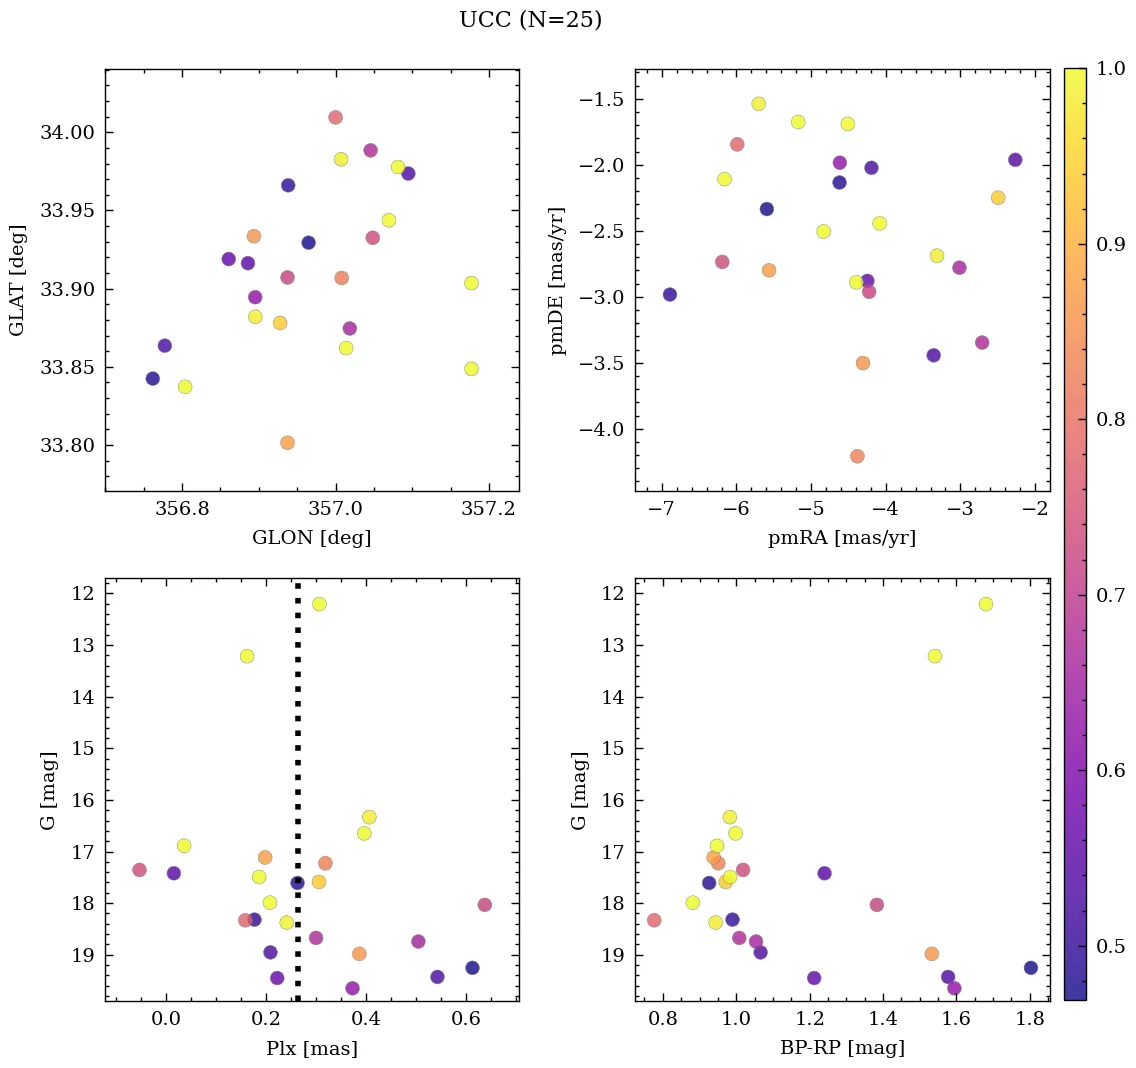 UCC (N=25)
34.00
33.95
33.90
33.85
33.80
GLAT [deg]
356.8 357.0 357.2
GLON [deg]
−1.5
−2.0
−2.5
−3.0
−3.5
−4.0
pmDE [mas/yr]
−7 −6 −5 −4 −3 −2
pmRA [mas/yr]
12
13
14
15
16
17
18
19
G [mag]
0.0 0.2 0.4 0.6
Plx [mas]
12
13
14
15
16
17
18
19
G [mag]
0.8 1.0 1.2 1.4 1.6 1.8
BP-RP [mag]
1.0
0.9
0.8
0.7
0.6
0.5